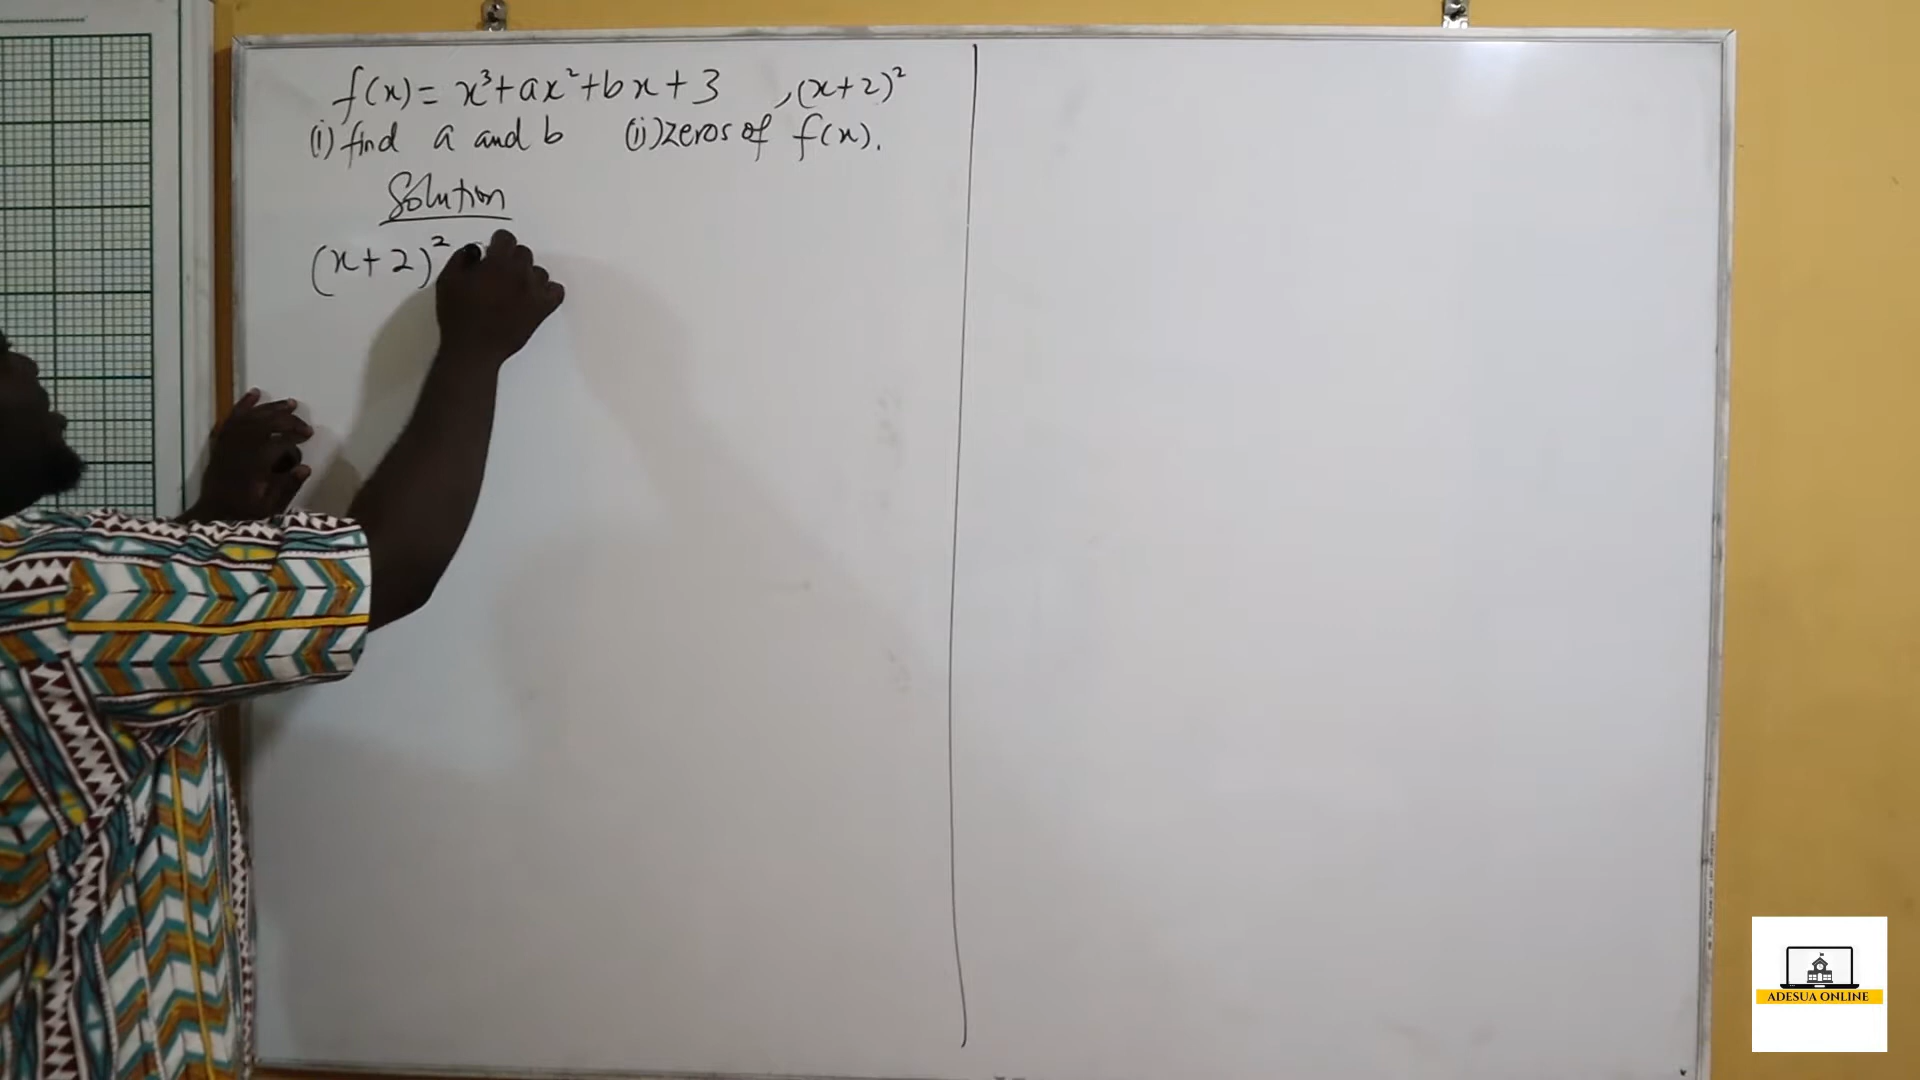 f(x) = x³+ax²+bx+3 , (x+2)²
(i) find a and b (ii) zeros of f(x).
Solution
(x+2)²
ADESUA ONLINE